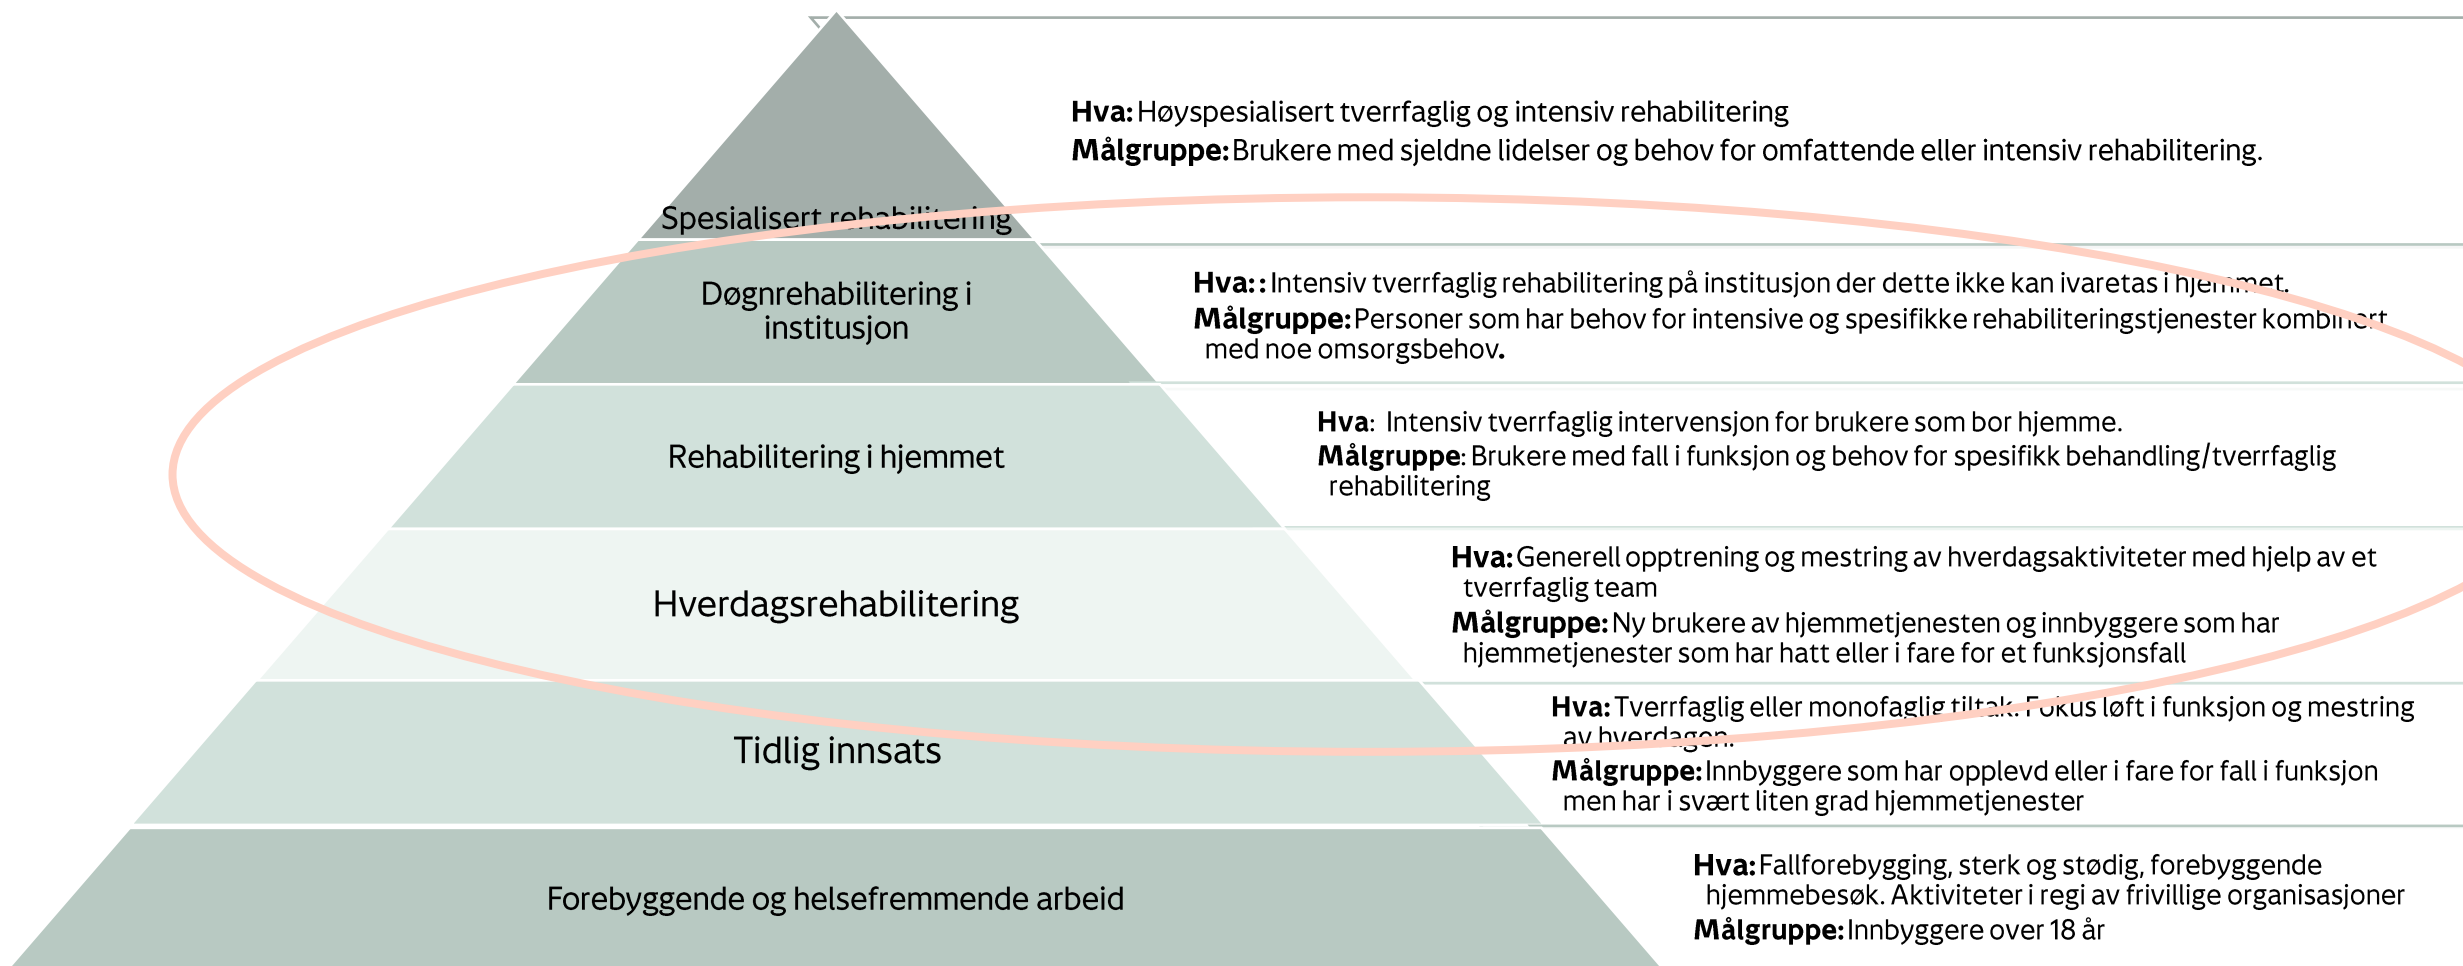 Hva: Høyspesialisert tverrfaglig og intensiv rehabilitering
Målgruppe: Brukere med sjeldne lidelser og behov for omfattende eller intensiv rehabilitering.
Spesialisert rehabilitering
Døgnrehabilitering i
institusjon
Hva: : Intensiv tverrfaglig rehabilitering på institusjon der dette ikke kan ivaretas i hjemmet.
Målgruppe: Personer som har behov for intensive og spesifikke rehabiliteringstjenester kombinert
med noe omsorgsbehov.
Rehabilitering i hjemmet
Hva: Intensiv tverrfaglig intervensjon for brukere som bor hjemme.
Målgruppe: Brukere med fall i funksjon og behov for spesifikk behandling/tverrfaglig
rehabilitering
Hverdagsrehabilitering
Hva: Generell opptrening og mestring av hverdagsaktiviteter med hjelp av et
tverrfaglig team
Målgruppe: Ny brukere av hjemmetjenesten og innbyggere som har
hjemmetjenester som har hatt eller i fare for et funksjonsfall
Tidlig innsats
Hva: Tverrfaglig eller monofaglig tiltak. Fokus løft i funksjon og mestring
av hverdagen.
Målgruppe: Innbyggere som har opplevd eller i fare for fall i funksjon
men har i svært liten grad hjemmetjenester
Forebyggende og helsefremmende arbeid
Hva: Fallforebygging, sterk og stødig, forebyggende
hjemmebesøk. Aktiviteter i regi av frivillige organisasjoner
Målgruppe: Innbyggere over 18 år